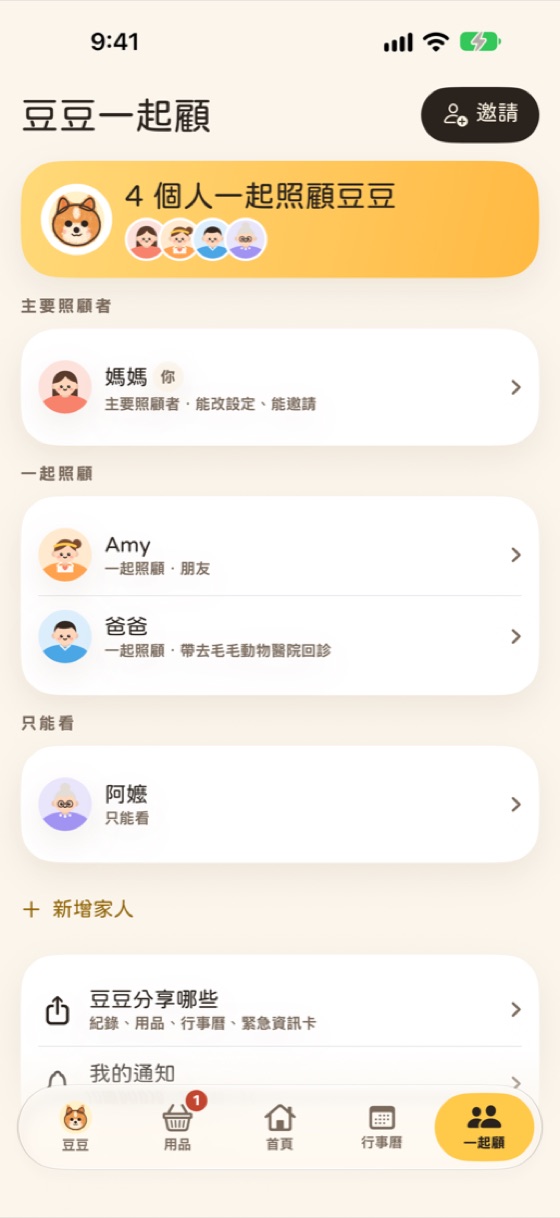 9:41
豆豆一起顧
邀請
4 個人一起照顧豆豆
主要照顧者
媽媽 你
主要照顧者・能改設定、能邀請
一起照顧
Amy
一起照顧・朋友
爸爸
一起照顧・帶去毛毛動物醫院回診
只能看
阿嬤
只能看
+ 新增家人
豆豆分享哪些
紀錄、用品、行事曆、緊急資訊卡
我的通知
1
豆豆 用品 首頁 行事曆 一起顧